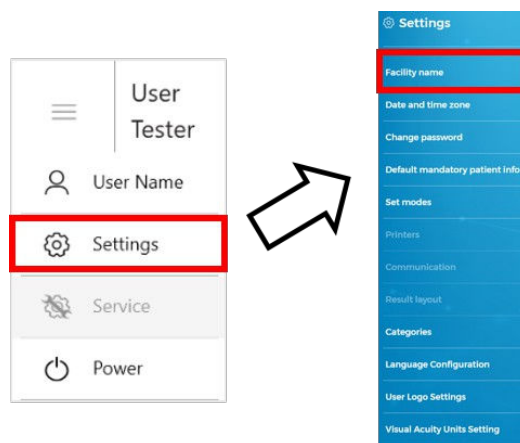 User
Tester
User Name
Settings
Service
Power
Settings
Facility name
Date and time zone
Change password
Default mandatory patient info
Set modes
Printers
Communication
Result layout
Categories
Language Configuration
User Logo Settings
Visual Acuity Units Setting